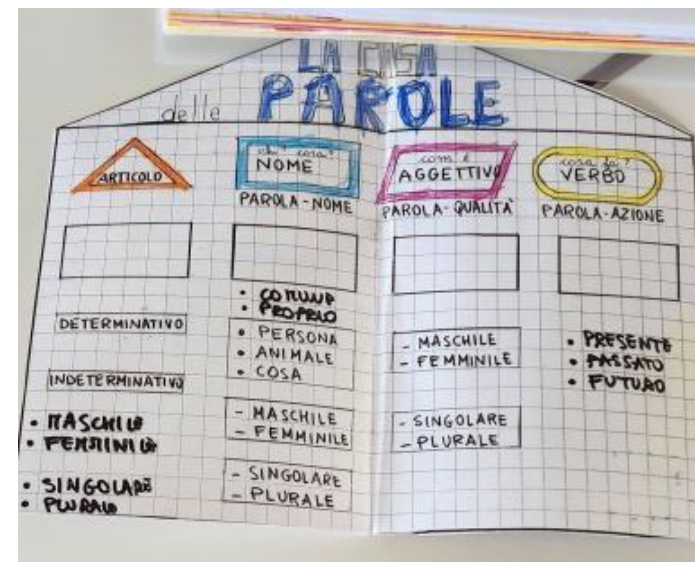 LA CASA
delle PAROLE
ARTICOLO
DETERMINATIVO
INDETERMINATIVO
• MASCHILE
• FEMMINILE
• SINGOLARE
• PLURALE
chi? cosa?
NOME
PAROLA-NOME
• COMUNE
• PROPRIO
• PERSONA
• ANIMALE
• COSA
- MASCHILE
- FEMMINILE
- SINGOLARE
- PLURALE
com'è
AGGETTIVO
PAROLA-QUALITÀ
- MASCHILE
- FEMMINILE
- SINGOLARE
- PLURALE
cosa fa?
VERBO
PAROLA-AZIONE
• PRESENTE
• PASSATO
• FUTURO